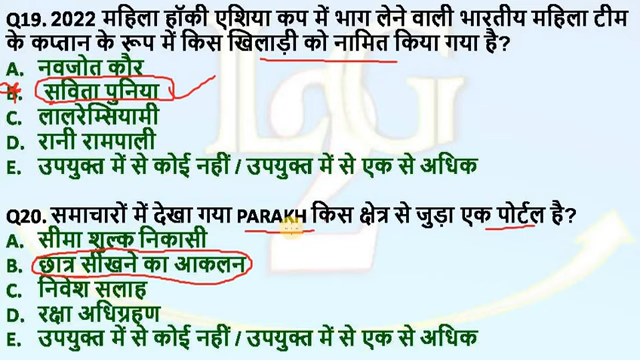 Q19. 2022 महिला हॉकी एशिया कप में भाग लेने वाली भारतीय महिला टीम
के कप्तान के रूप में किस खिलाड़ी को नामित किया गया है?
A. नवजोत कौर
B. सविता पुनिया
C. लालरेम्सियामी
D. रानी रामपाली
E. उपयुक्त में से कोई नहीं / उपयुक्त में से एक से अधिक
Q20. समाचारों में देखा गया PARAKH किस क्षेत्र से जुड़ा एक पोर्टल है?
A. सीमा शुल्क निकासी
B. छात्र सीखने का आकलन
C. निवेश सलाह
D. रक्षा अधिग्रहण
E. उपयुक्त में से कोई नहीं / उपयुक्त में से एक से अधिक